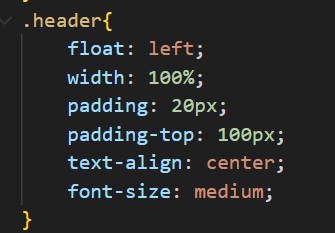 .header{
    float: left;
    width: 100%;
    padding: 20px;
    padding-top: 100px;
    text-align: center;
    font-size: medium;
}